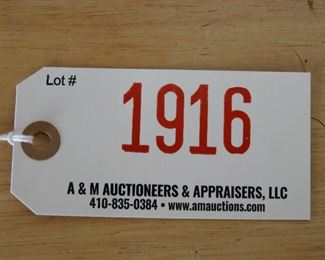 Lot #
1916
A & M AUCTIONEERS & APPRAISERS, LLC
410-835-0384 • www.amauctions.com